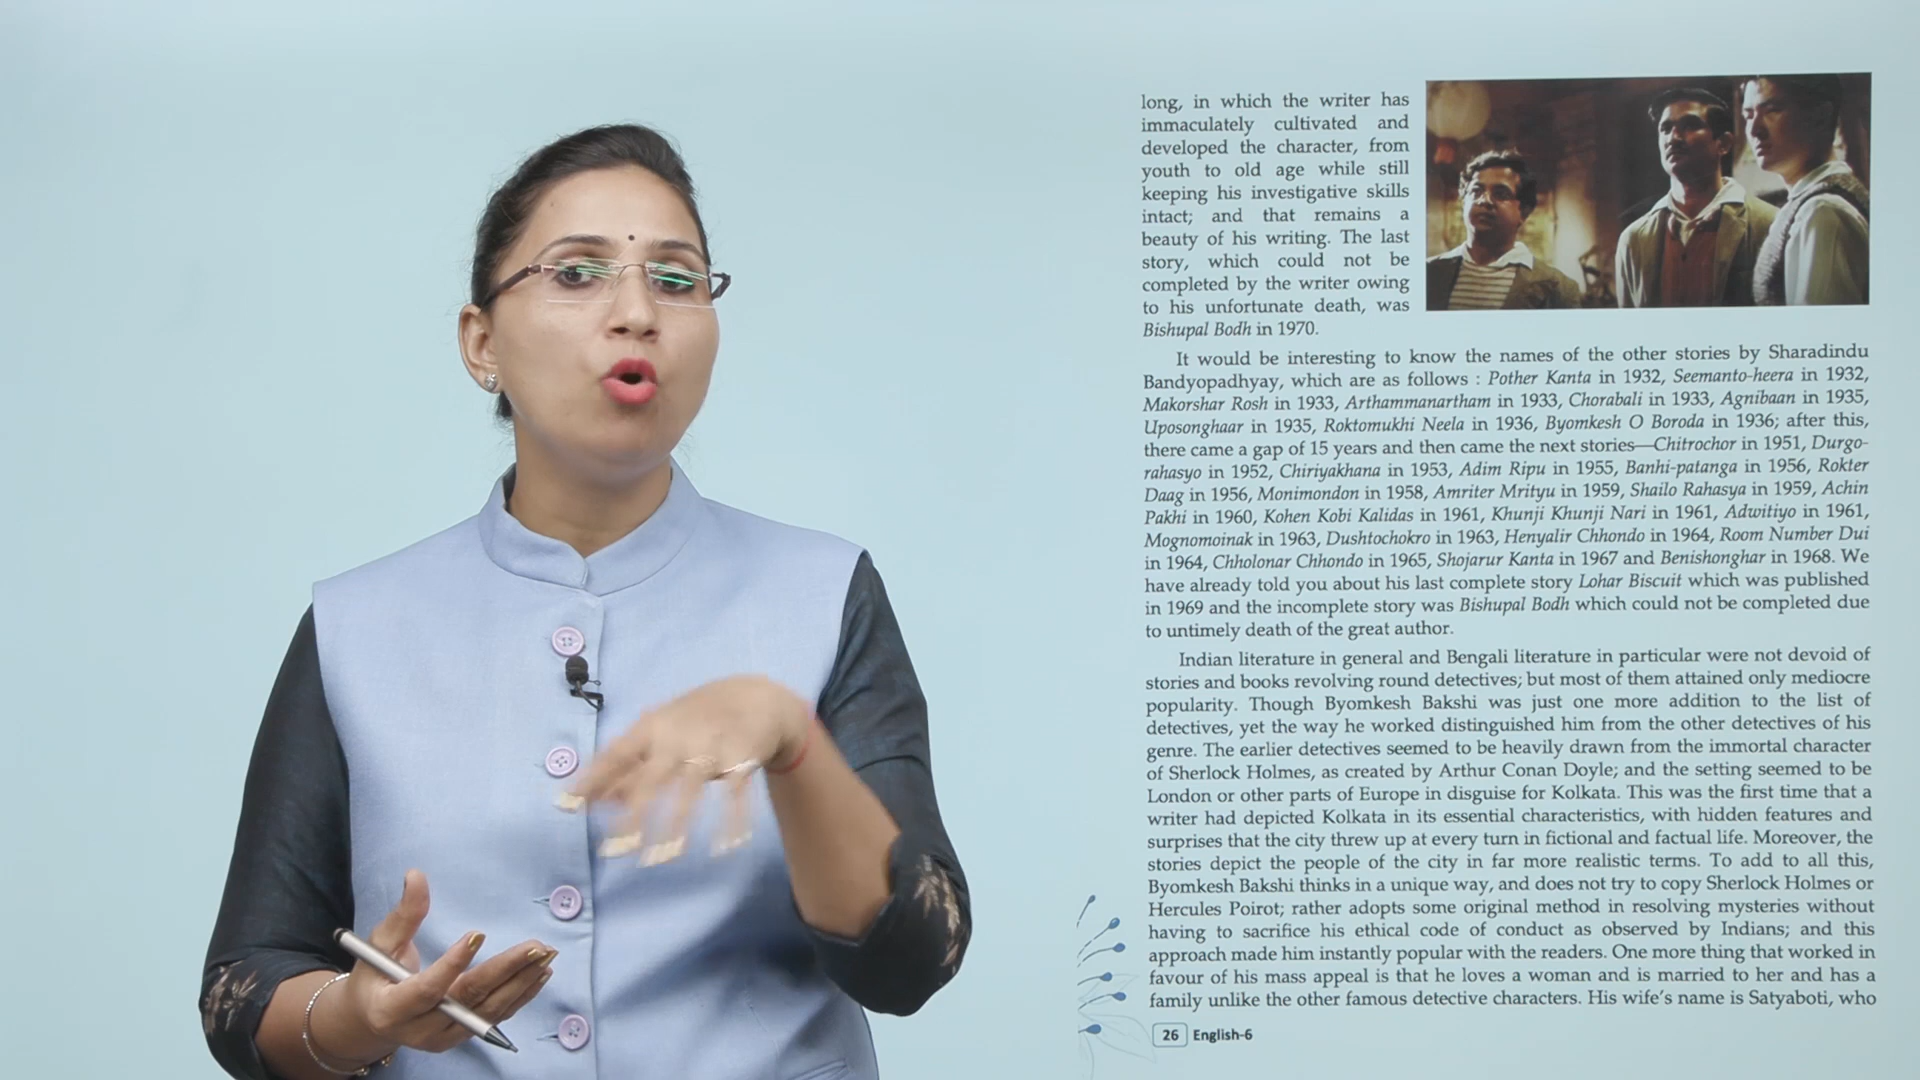 long, in which the writer has
immaculately cultivated and
developed the character, from
youth to old age while still
keeping his investigative skills
intact; and that remains a
beauty of his writing. The last
story, which could not be
completed by the writer owing
to his unfortunate death, was
Bishupal Bodh in 1970.
It would be interesting to know the names of the other stories by Sharadindu
Bandyopadhyay, which are as follows : Pother Kanta in 1932, Seemanto-heera in 1932,
Makorshar Rosh in 1933, Arthammanartham in 1933, Chorabali in 1933, Agnibaan in 1935,
Uposonghaar in 1935, Roktomukhi Neela in 1936, Byomkesh O Boroda in 1936; after this,
there came a gap of 15 years and then came the next stories—Chitrochor in 1951, Durgo-
rahasyo in 1952, Chiriyakhana in 1953, Adim Ripu in 1955, Banhi-patanga in 1956, Rokter
Daag in 1956, Monimondon in 1958, Amriter Mrityu in 1959, Shailo Rahasya in 1959, Achin
Pakhi in 1960, Kohen Kobi Kalidas in 1961, Khunji Khunji Nari in 1961, Adwitiyo in 1961,
Mognomoinak in 1963, Dushtochokro in 1963, Henyalir Chhondo in 1964, Room Number Dui
in 1964, Chholonar Chhondo in 1965, Shojarur Kanta in 1967 and Benishonghar in 1968. We
have already told you about his last complete story Lohar Biscuit which was published
in 1969 and the incomplete story was Bishupal Bodh which could not be completed due
to untimely death of the great author.
Indian literature in general and Bengali literature in particular were not devoid of
stories and books revolving round detectives; but most of them attained only mediocre
popularity. Though Byomkesh Bakshi was just one more addition to the list of
detectives, yet the way he worked distinguished him from the other detectives of his
genre. The earlier detectives seemed to be heavily drawn from the immortal character
of Sherlock Holmes, as created by Arthur Conan Doyle; and the setting seemed to be
London or other parts of Europe in disguise for Kolkata. This was the first time that a
writer had depicted Kolkata in its essential characteristics, with hidden features and
surprises that the city threw up at every turn in fictional and factual life. Moreover, the
stories depict the people of the city in far more realistic terms. To add to all this,
Byomkesh Bakshi thinks in a unique way, and does not try to copy Sherlock Holmes or
Hercules Poirot; rather adopts some original method in resolving mysteries without
having to sacrifice his ethical code of conduct as observed by Indians; and this
approach made him instantly popular with the readers. One more thing that worked in
favour of his mass appeal is that he loves a woman and is married to her and has a
family unlike the other famous detective characters. His wife's name is Satyaboti, who
26 English-6